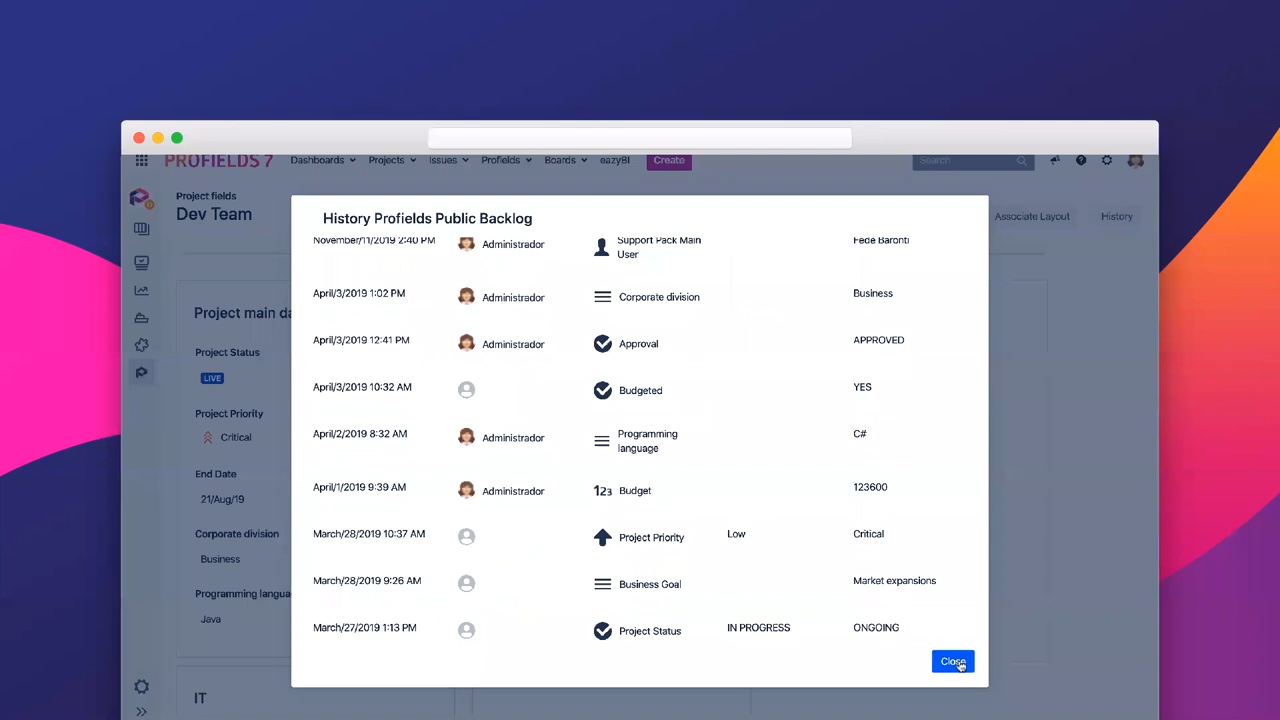 PROFIELDS 7 Dashboards Projects Issues Profields Boards eazyBI Create Search
Project fields
Dev Team
Associate Layout History
History Profields Public Backlog
November/11/2019 2:40 PM Administrador Support Pack Main User Fede Baronti
April/3/2019 1:02 PM Administrador Corporate division Business
April/3/2019 12:41 PM Administrador Approval APPROVED
April/3/2019 10:32 AM Budgeted YES
April/2/2019 8:32 AM Administrador Programming language C#
April/1/2019 9:39 AM Administrador 123 Budget 123600
March/28/2019 10:37 AM Project Priority Low Critical
March/28/2019 9:26 AM Business Goal Market expansions
March/27/2019 1:13 PM Project Status IN PROGRESS ONGOING
Close
Project main da
Project Status
LIVE
Project Priority
Critical
End Date
21/Aug/19
Corporate division
Business
Programming langua
Java
IT